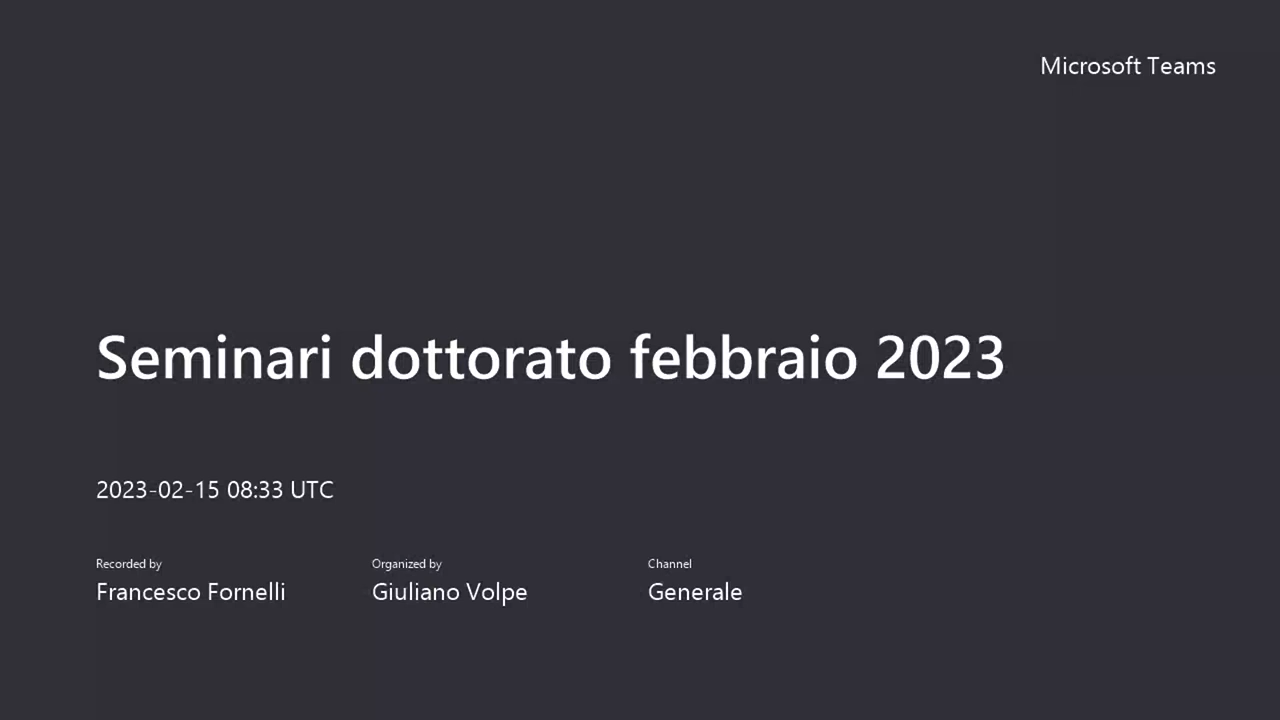 Microsoft Teams
Seminari dottorato febbraio 2023
2023-02-15 08:33 UTC
Recorded by
Francesco Fornelli
Organized by
Giuliano Volpe
Channel
Generale